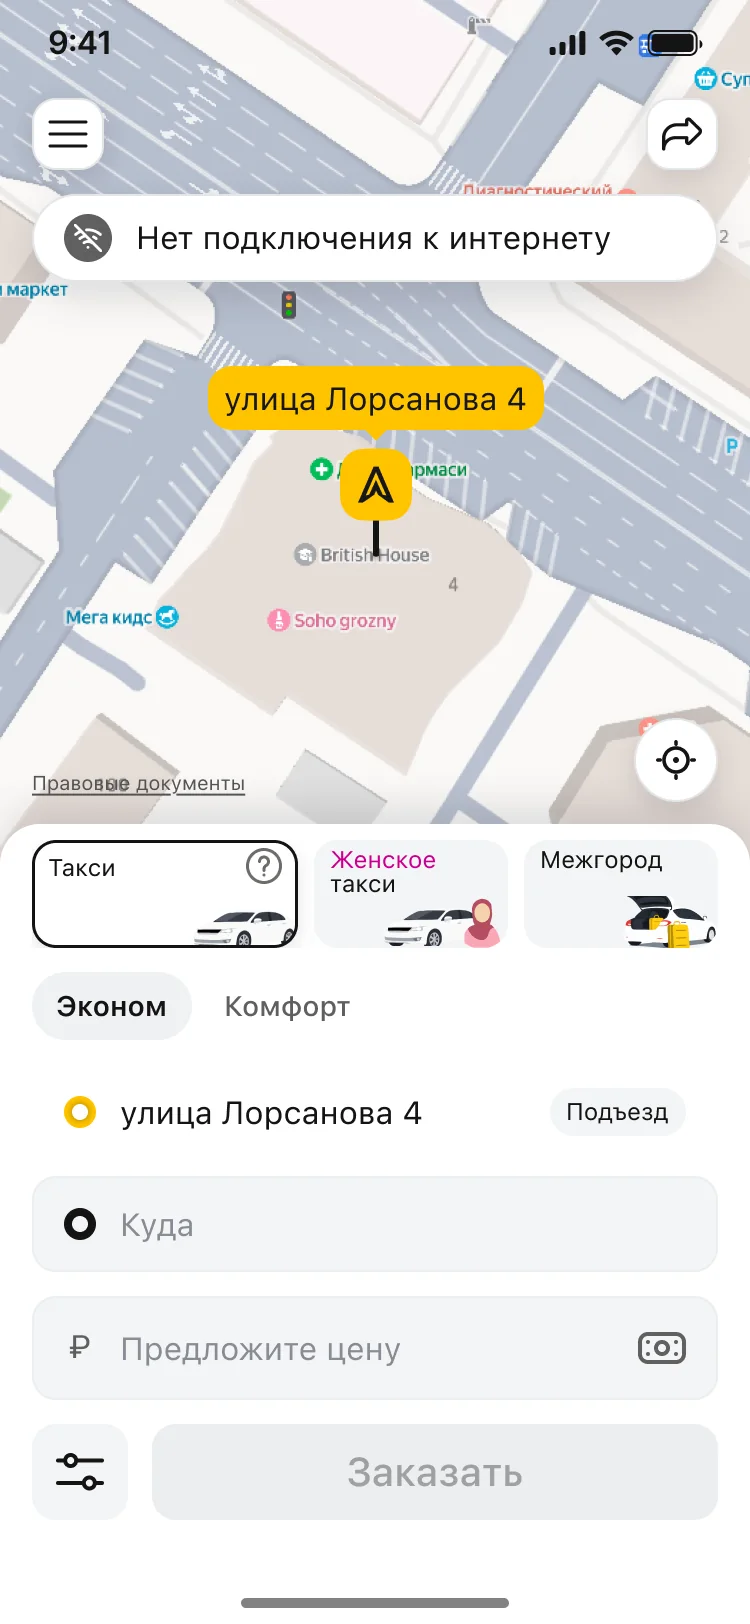 9:41
Суп
Диагностический
Нет подключения к интернету
2
маркет
улица Лорсанова 4
P
British House
4
Мега кидс
Soho grozny
Правовые документы
Такси
?
Женское
такси
Межгород
Эконом
Комфорт
улица Лорсанова 4
Подъезд
Куда
₽ Предложите цену
Заказать